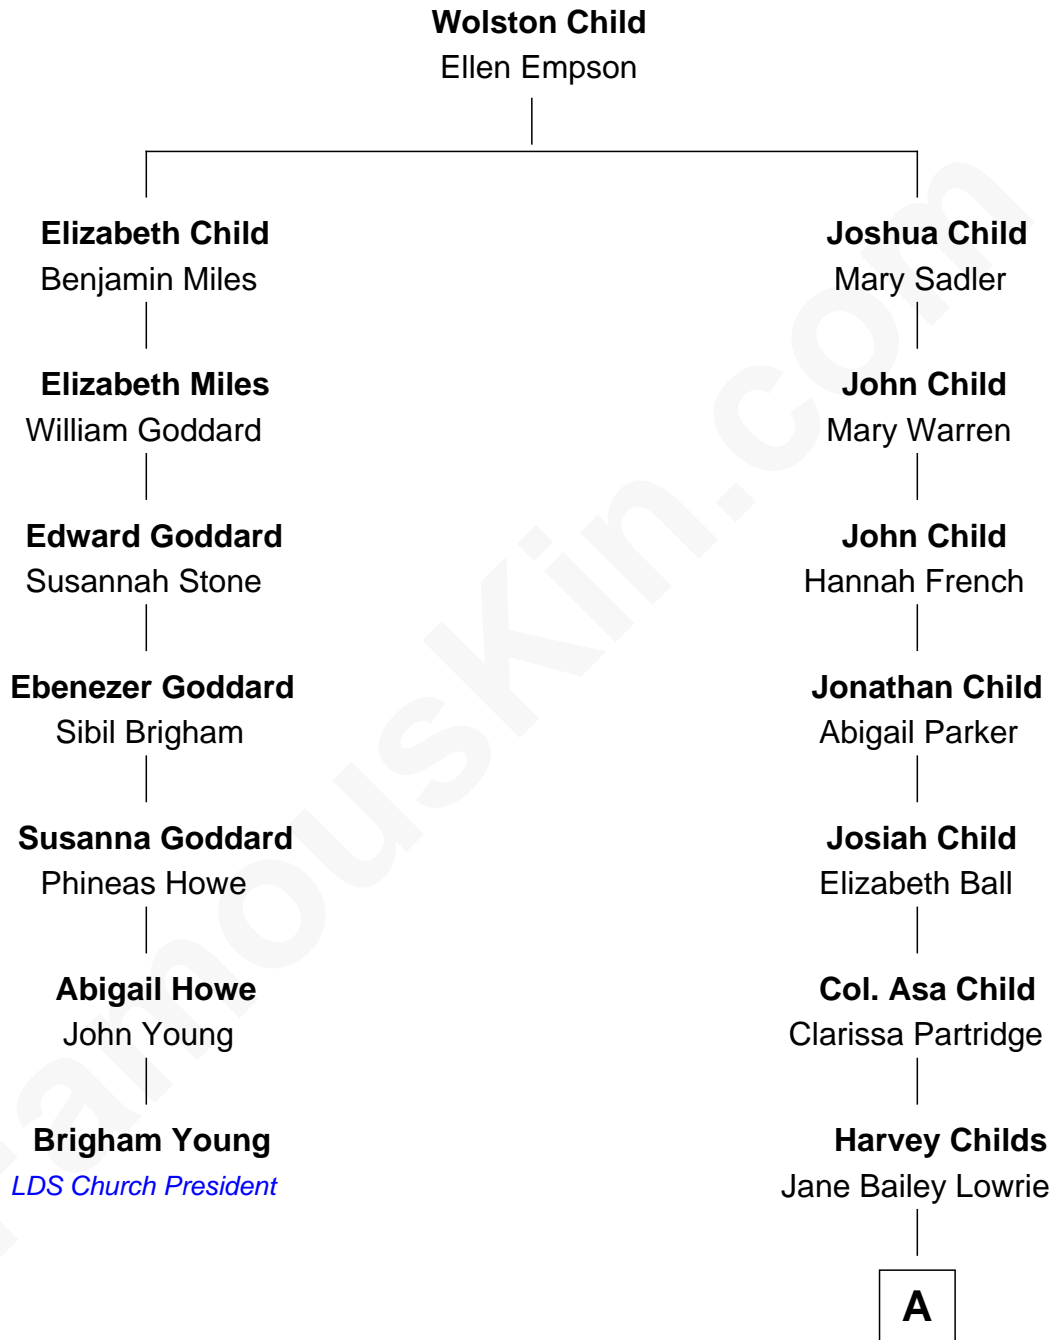 Wolston Child
Ellen Empson
Elizabeth Child
Benjamin Miles
Joshua Child
Mary Sadler
Elizabeth Miles
William Goddard
John Child
Mary Warren
Edward Goddard
Susannah Stone
John Child
Hannah French
Ebenezer Goddard
Sibil Brigham
Jonathan Child
Abigail Parker
Susanna Goddard
Phineas Howe
Josiah Child
Elizabeth Ball
Abigail Howe
John Young
Col. Asa Child
Clarissa Partridge
Brigham Young
LDS Church President
Harvey Childs
Jane Bailey Lowrie
A
FamousKin.com